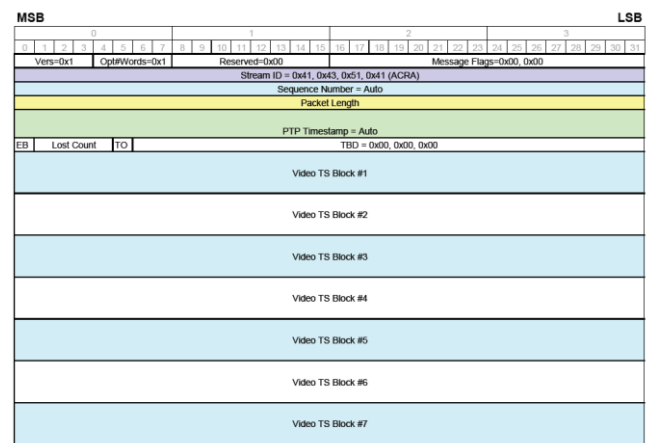 MSB LSB
0 1 2 3
0 1 2 3 4 5 6 7 8 9 10 11 12 13 14 15 16 17 18 19 20 21 22 23 24 25 26 27 28 29 30 31
Vers=0x1 Opt#Words=0x1 Reserved=0x00 Message Flags=0x00, 0x00
Stream ID = 0x41, 0x43, 0x51, 0x41 (ACRA)
Sequence Number = Auto
Packet Length
PTP Timestamp = Auto
EB Lost Count TO TBD = 0x00, 0x00, 0x00
Video TS Block #1
Video TS Block #2
Video TS Block #3
Video TS Block #4
Video TS Block #5
Video TS Block #6
Video TS Block #7